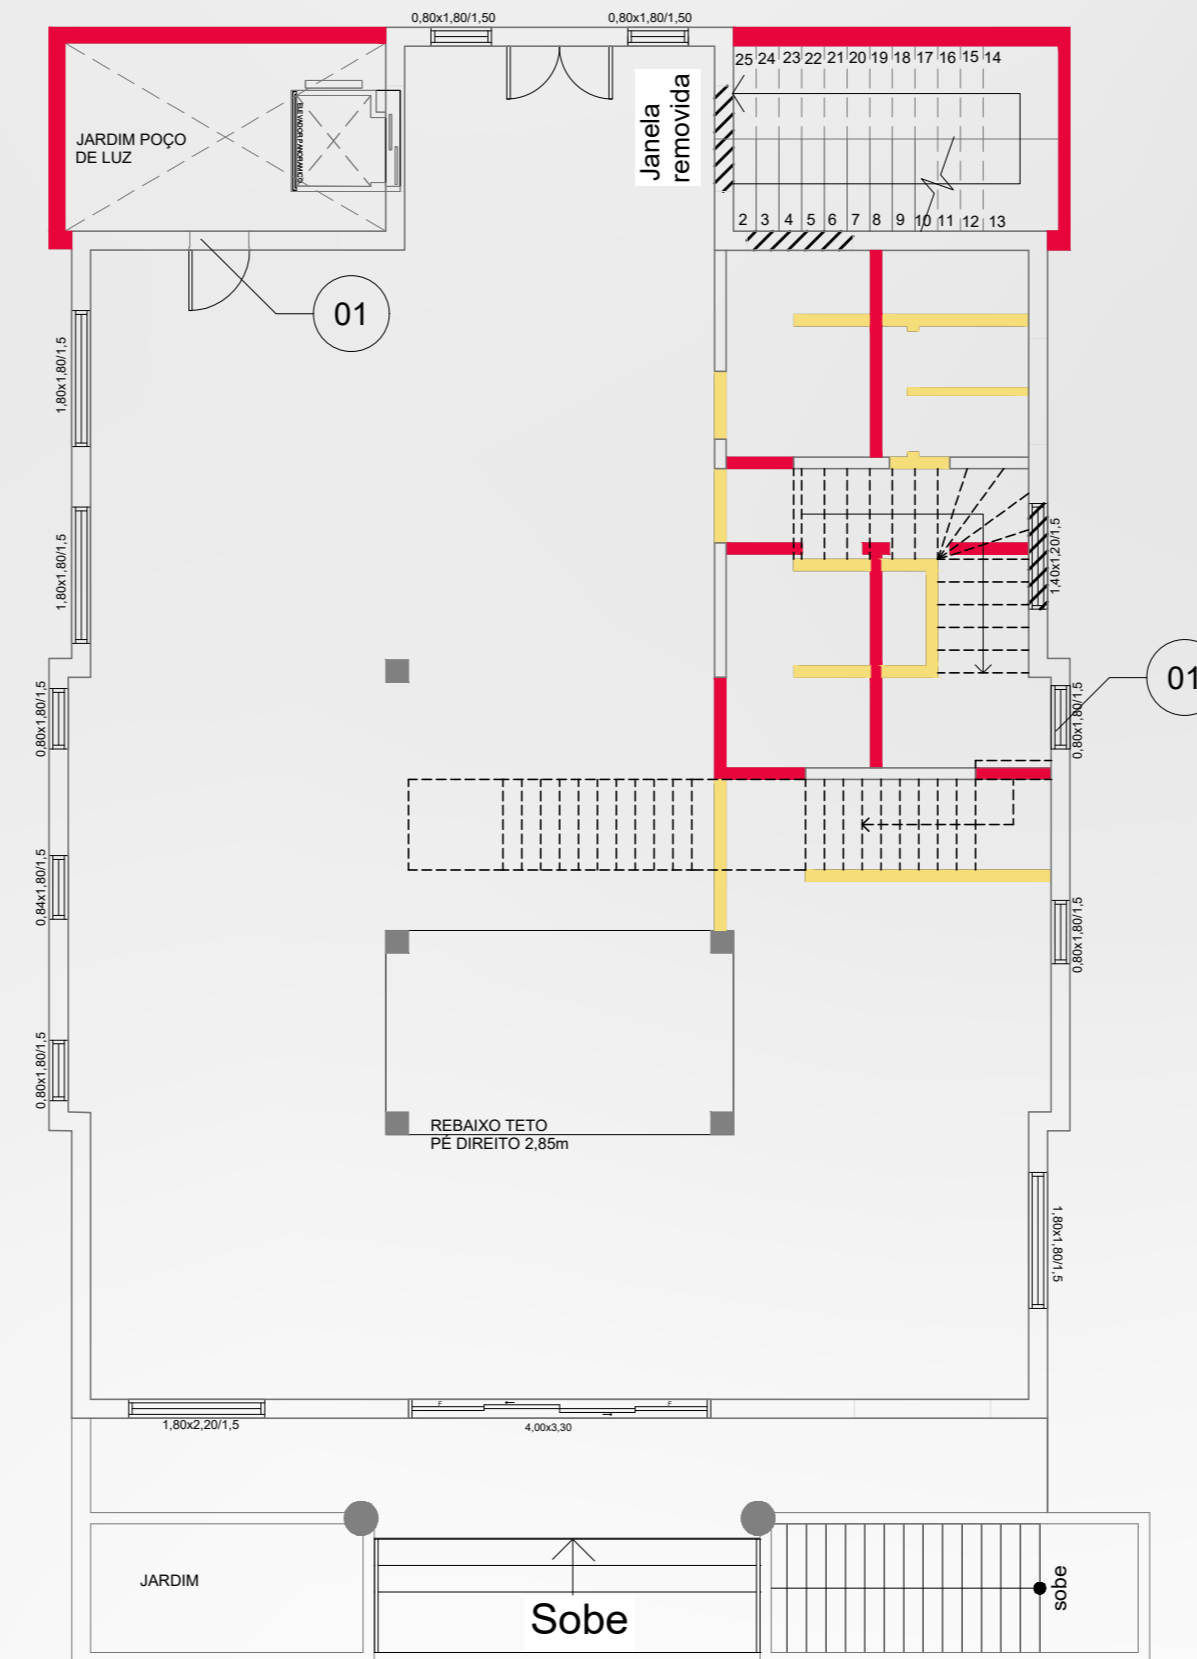 0,80x1,80/1,50
0,80x1,80/1,50
JARDIM POÇO
DE LUZ
ELEVADOR PANORAMICO
Janela
removida
25 24 23 22 21 20 19 18 17 16 15 14
2 3 4 5 6 7 8 9 10 11 12 13
01
1,80x1,80/1,5
1,80x1,80/1,5
1,40x1,20/1,5
01
0,80x1,80/1,5
0,80x1,80/1,5
0,84x1,80/1,5
0,80x1,80/1,5
0,80x1,80/1,5
REBAIXO TETO
PÉ DIREITO 2,85m
1,80x1,80/1,5
F
F
1,80x2,20/1,5
4,00x3,30
JARDIM
Sobe
sobe